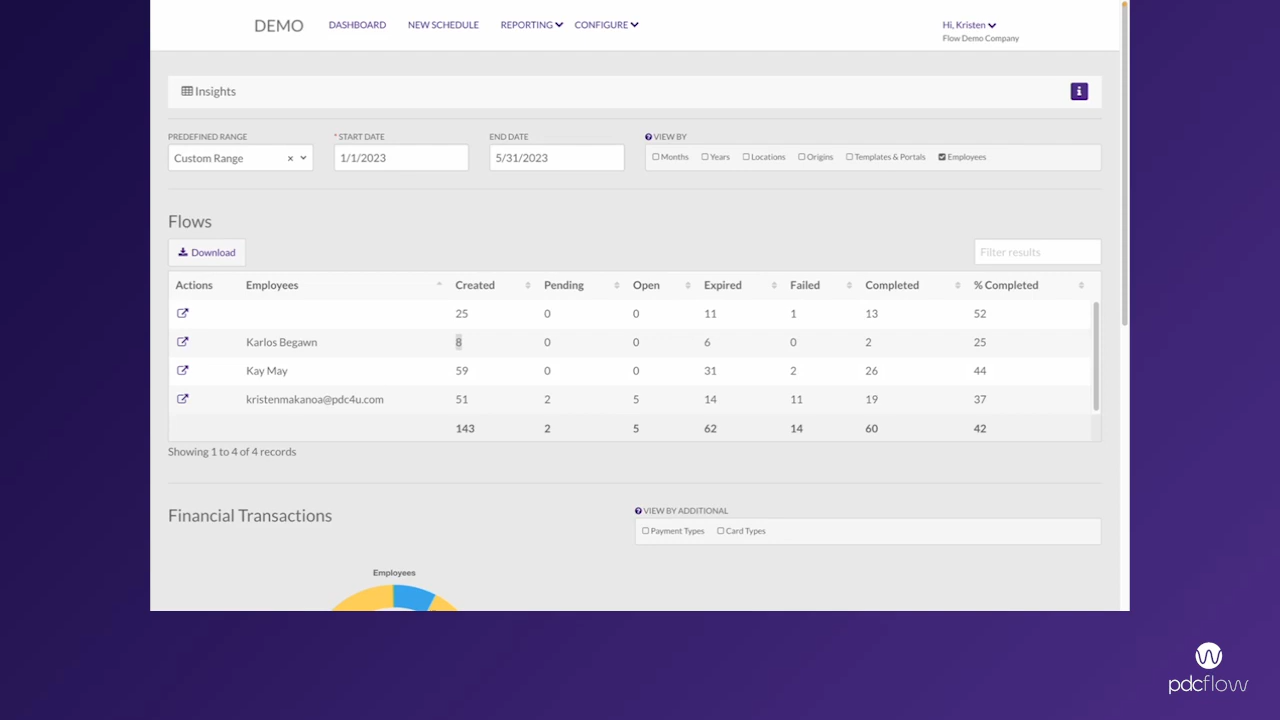 DEMO DASHBOARD NEW SCHEDULE REPORTING CONFIGURE Hi, Kristen
Flow Demo Company
Insights
PREDEFINED RANGE * START DATE END DATE VIEW BY
Custom Range × 1/1/2023 5/31/2023 Months Years Locations Origins Templates & Portals Employees
Flows
Download Filter results
Actions Employees Created Pending Open Expired Failed Completed % Completed
25 0 0 11 1 13 52
Karlos Begawn 8 0 0 6 0 2 25
Kay May 59 0 0 31 2 26 44
kristenmakanoa@pdc4u.com 51 2 5 14 11 19 37
143 2 5 62 14 60 42
Showing 1 to 4 of 4 records
Financial Transactions VIEW BY ADDITIONAL
Payment Types Card Types
Employees
pdcflow